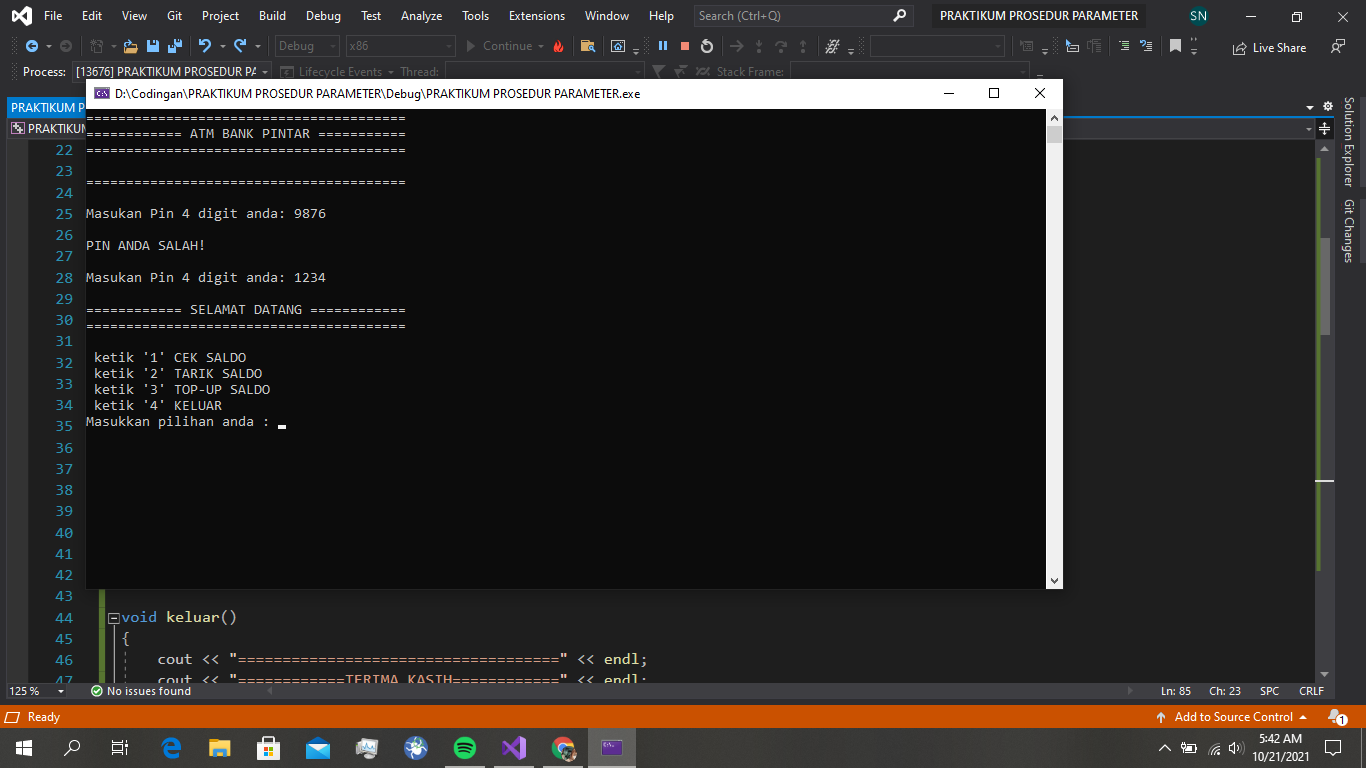 File Edit View Git Project Build Debug Test Analyze Tools Extensions Window Help Search (Ctrl+Q) PRAKTIKUM PROSEDUR PARAMETER SN
Debug x86 Continue Live Share
Process: [13676] PRAKTIKUM PROSEDUR PA Lifecycle Events Thread: Stack Frame:
D:\Codingan\PRAKTIKUM PROSEDUR PARAMETER\Debug\PRAKTIKUM PROSEDUR PARAMETER.exe
PRAKTIKUM P
PRAKTIKUM
========================================
============ ATM BANK PINTAR ===========
========================================
========================================
Masukan Pin 4 digit anda: 9876
PIN ANDA SALAH!
Masukan Pin 4 digit anda: 1234
============ SELAMAT DATANG ============
========================================
ketik '1' CEK SALDO
ketik '2' TARIK SALDO
ketik '3' TOP-UP SALDO
ketik '4' KELUAR
Masukkan pilihan anda : _
Solution Explorer
Git Changes
22
23
24
25
26
27
28
29
30
31
32
33
34
35
36
37
38
39
40
41
42
43
44 void keluar()
45 {
46 cout << "====================================" << endl;
47 cout << "============TERIMA KASIH============" << endl;
125 % No issues found Ln: 85 Ch: 23 SPC CRLF
Ready Add to Source Control 1
5:42 AM
10/21/2021